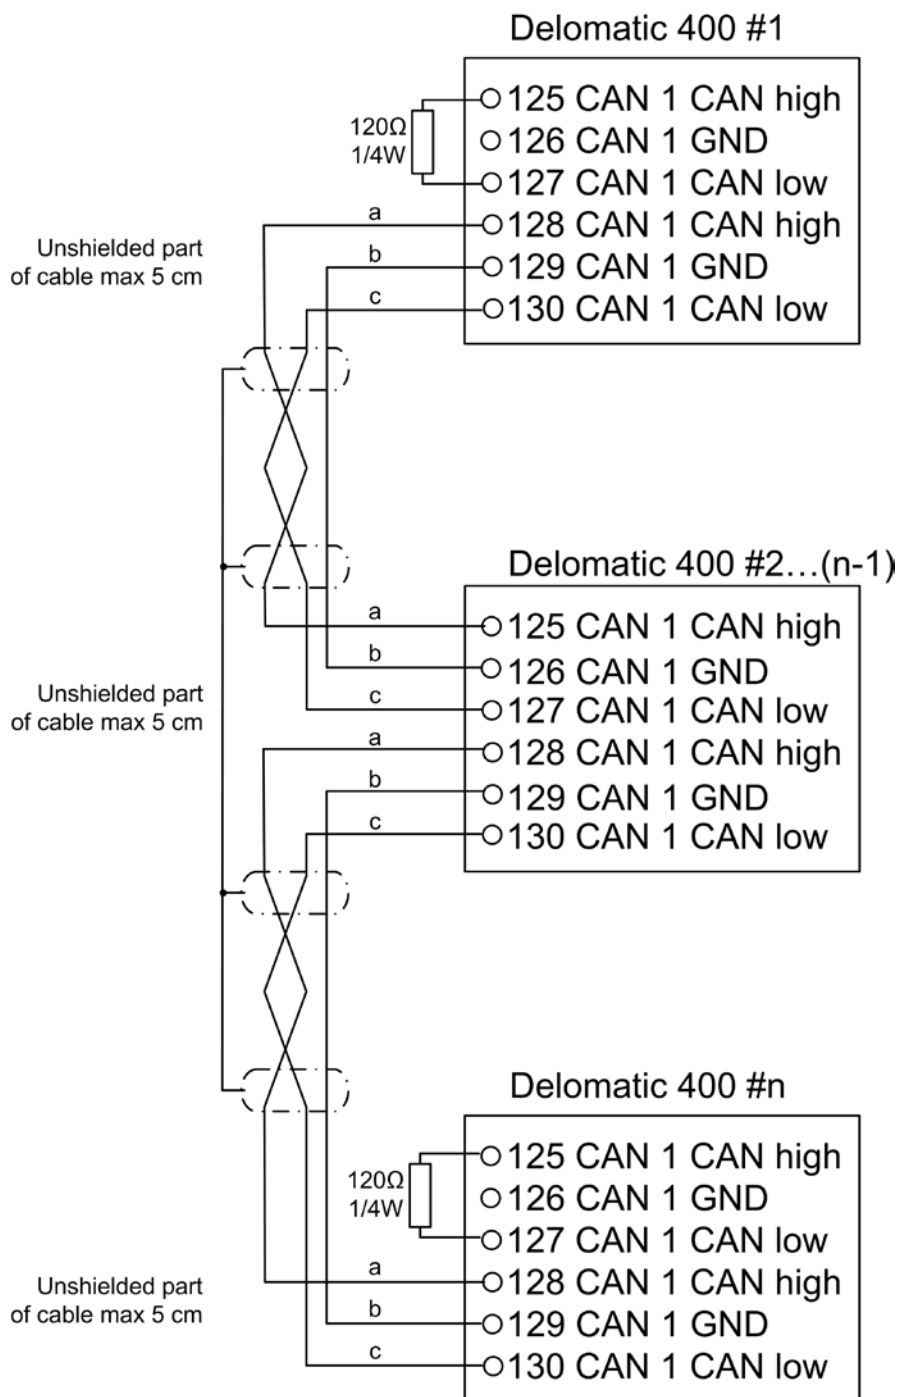 Delomatic 400 #1
125 CAN 1 CAN high
120Ω
1/4W
126 CAN 1 GND
127 CAN 1 CAN low
a
128 CAN 1 CAN high
Unshielded part
of cable max 5 cm
b
129 CAN 1 GND
c
130 CAN 1 CAN low
Delomatic 400 #2...(n-1)
a
125 CAN 1 CAN high
b
126 CAN 1 GND
Unshielded part
of cable max 5 cm
c
127 CAN 1 CAN low
a
128 CAN 1 CAN high
b
129 CAN 1 GND
c
130 CAN 1 CAN low
Delomatic 400 #n
125 CAN 1 CAN high
120Ω
1/4W
126 CAN 1 GND
127 CAN 1 CAN low
a
128 CAN 1 CAN high
Unshielded part
of cable max 5 cm
b
129 CAN 1 GND
c
130 CAN 1 CAN low